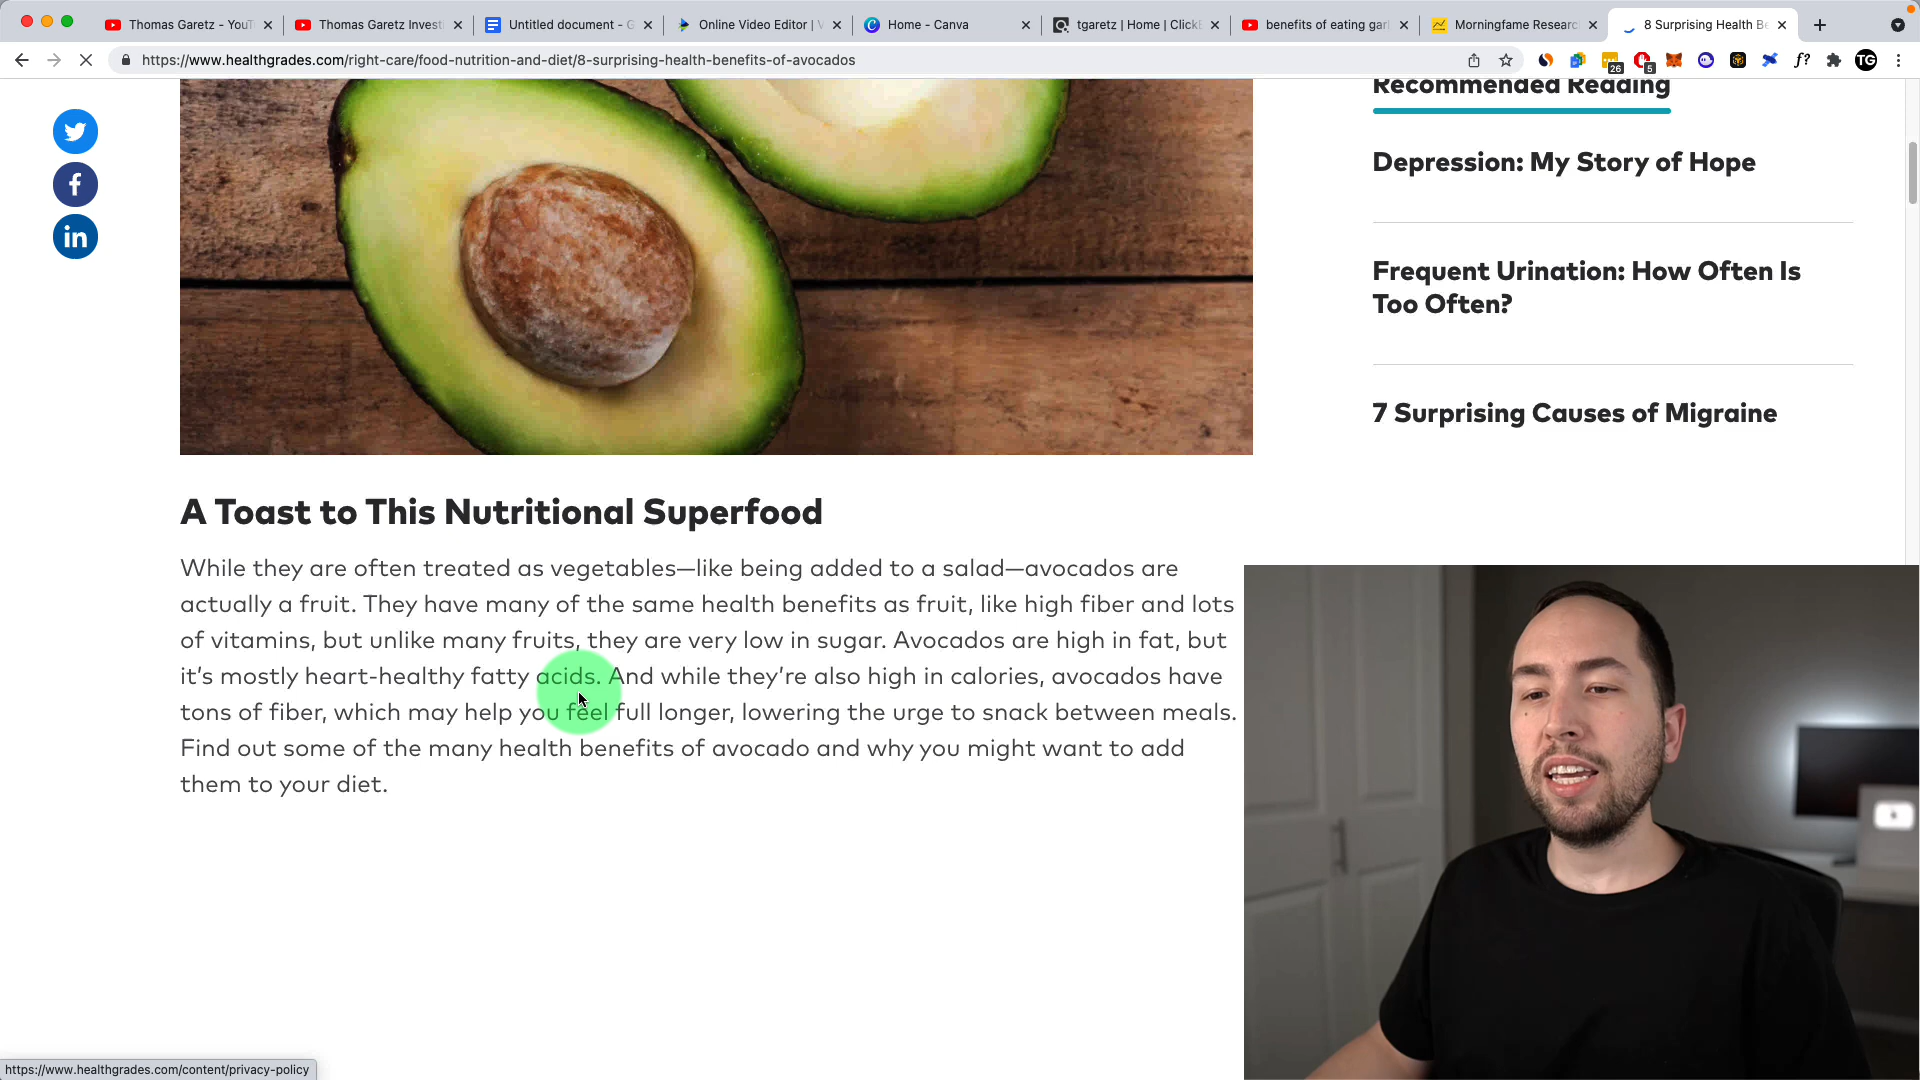 Thomas Garetz - YouT
Thomas Garetz Investi
Untitled document - G
Online Video Editor | V
Home - Canva
tgaretz | Home | ClickB
benefits of eating garl
Morningfame Researc
8 Surprising Health Be
https://www.healthgrades.com/right-care/food-nutrition-and-diet/8-surprising-health-benefits-of-avocados
26
5
f?
TG
Recommended Reading
Depression: My Story of Hope
Frequent Urination: How Often Is
Too Often?
7 Surprising Causes of Migraine
f
in
A Toast to This Nutritional Superfood
While they are often treated as vegetables—like being added to a salad—avocados are
actually a fruit. They have many of the same health benefits as fruit, like high fiber and lots
of vitamins, but unlike many fruits, they are very low in sugar. Avocados are high in fat, but
it’s mostly heart-healthy fatty acids. And while they’re also high in calories, avocados have
tons of fiber, which may help you feel full longer, lowering the urge to snack between meals.
Find out some of the many health benefits of avocado and why you might want to add
them to your diet.
https://www.healthgrades.com/content/privacy-policy